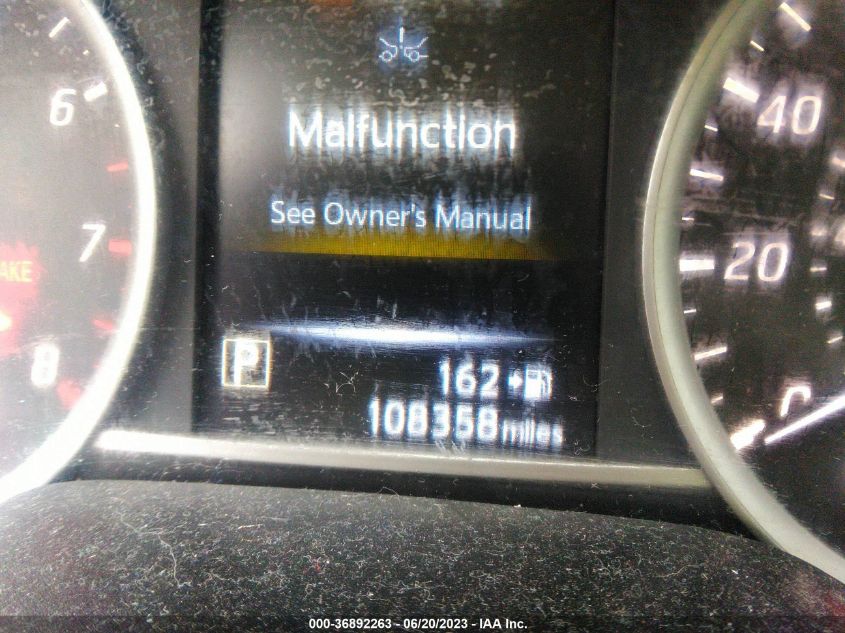 6
Malfunction
40
See Owner's Manual
7
20
AKE
8
P
162
108358 miles
0
000-36892263 - 06/20/2023 - IAA Inc.